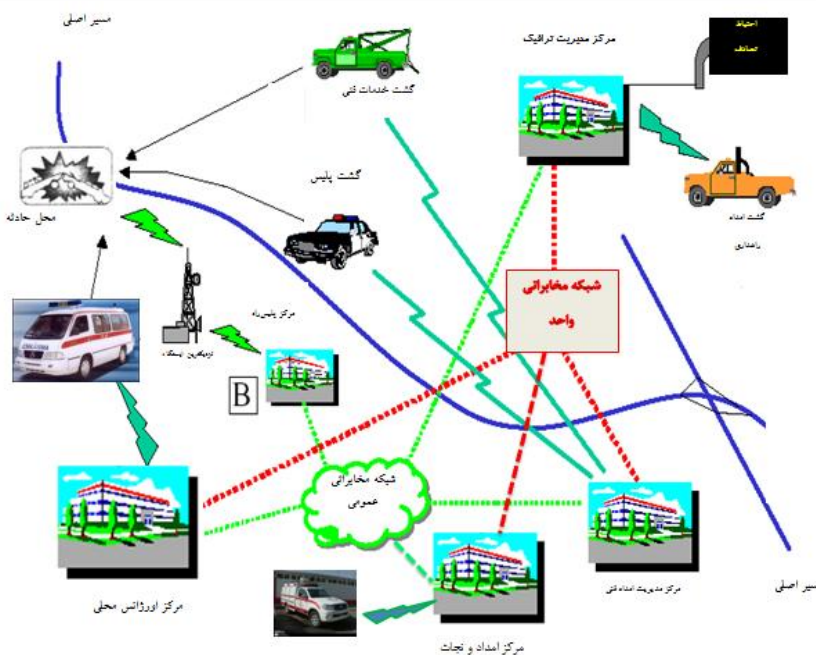 مسیر اصلی
مرکز مدیریت ترافیک
احتیاط
تصادف
گشت خدمات فنی
گشت پلیس
گشت امداد
راهداری
محل حادثه
شبکه مخابراتی
واحد
مرکز پلیس‌راه
نزدیکترین ایستگاه
B
شبکه مخابراتی
عمومی
مرکز اورژانس محلی
مرکز مدیریت امداد فنی
مسیر اصلی
مرکز امداد و نجات